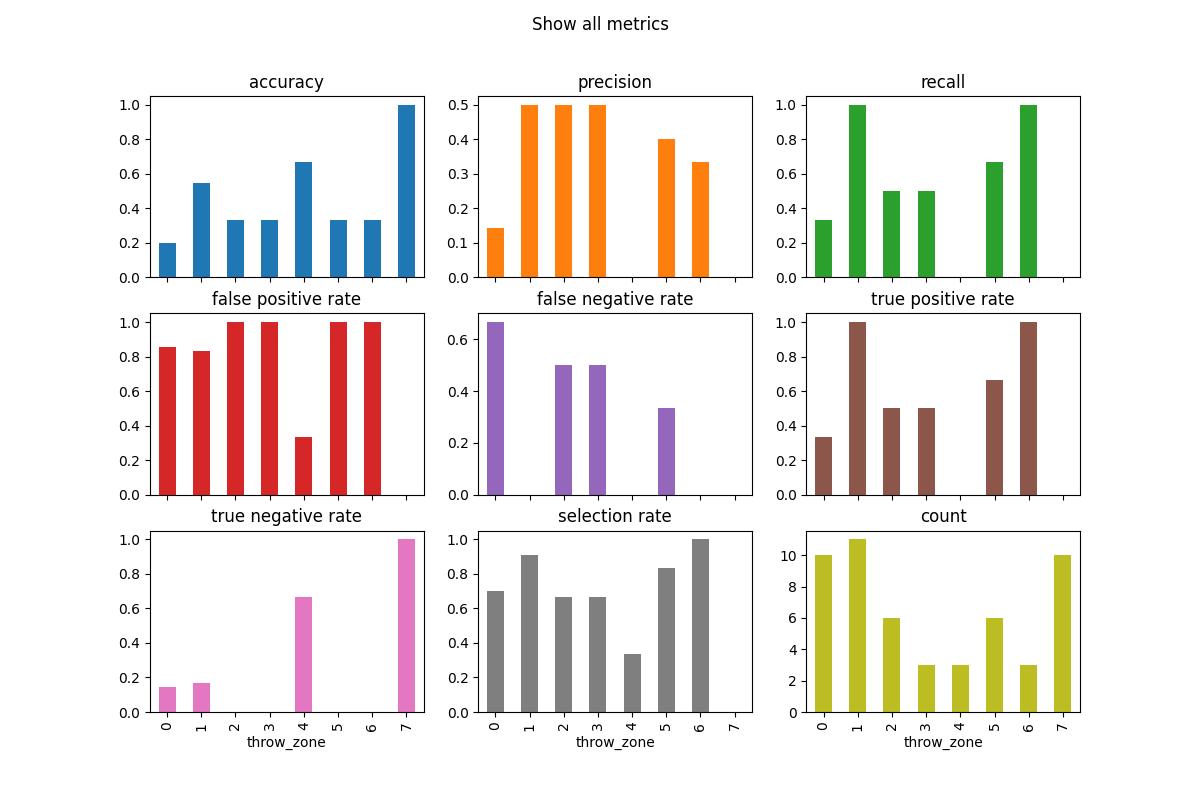 Show all metrics
accuracy precision recall
1.0 0.5 1.0
0.8 0.4 0.8
0.6 0.3 0.6
0.4 0.2 0.4
0.2 0.1 0.2
0.0 0.0 0.0
false positive rate false negative rate true positive rate
1.0 1.0
0.8 0.6 0.8
0.6 0.4 0.6
0.4 0.4
0.2 0.2 0.2
0.0 0.0 0.0
true negative rate selection rate count
1.0 1.0 10
0.8 0.8 8
0.6 0.6 6
0.4 0.4 4
0.2 0.2 2
0.0 0.0 0
0 1 2 3 4 5 6 7 0 1 2 3 4 5 6 7 0 1 2 3 4 5 6 7
throw_zone throw_zone throw_zone